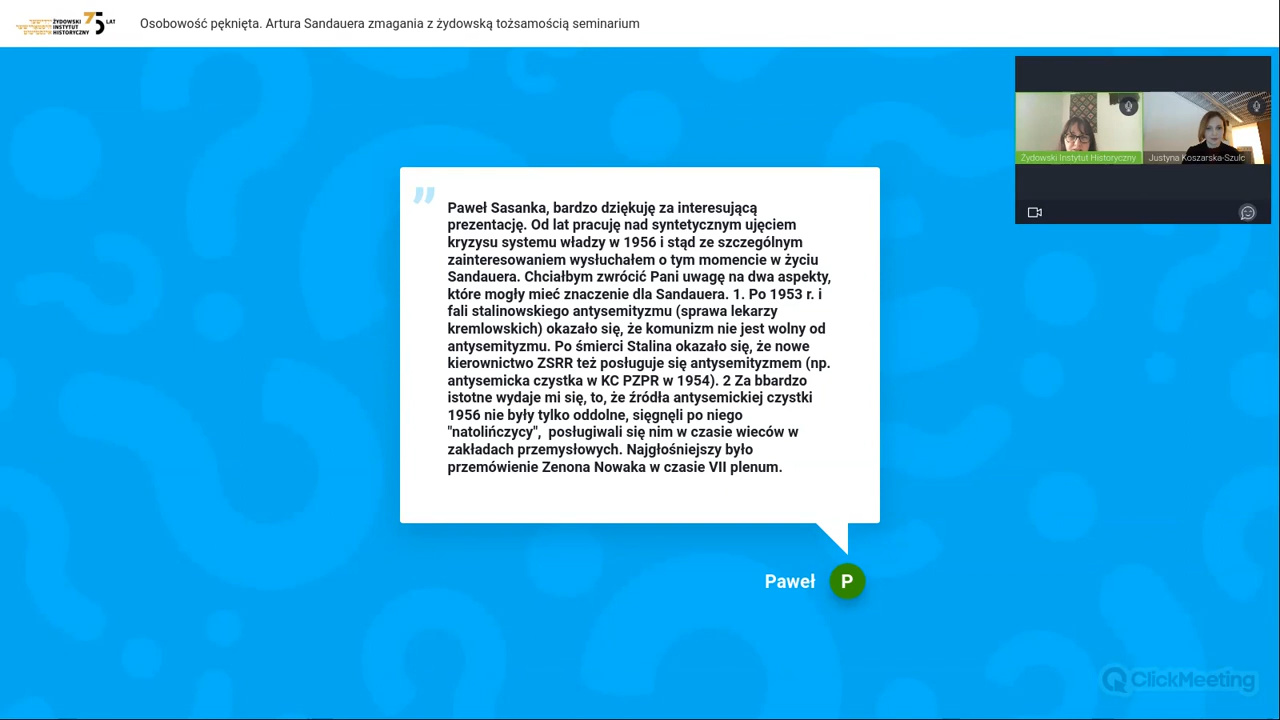 ŻYDOWSKI
INSTYTUT
HISTORYCZNY
75 LAT
Osobowość pęknięta. Artura Sandauera zmagania z żydowską tożsamością seminarium
Żydowski Instytut Historyczny
Justyna Koszarska-Szulc
Paweł Sasanka, bardzo dziękuję za interesującą
prezentację. Od lat pracuję nad syntetycznym ujęciem
kryzysu systemu władzy w 1956 i stąd ze szczególnym
zainteresowaniem wysłuchałem o tym momencie w życiu
Sandauera. Chciałbym zwrócić Pani uwagę na dwa aspekty,
które mogły mieć znaczenie dla Sandauera. 1. Po 1953 r. i
fali stalinowskiego antysemityzmu (sprawa lekarzy
kremlowskich) okazało się, że komunizm nie jest wolny od
antysemityzmu. Po śmierci Stalina okazało się, że nowe
kierownictwo ZSRR też posługuje się antysemityzmem (np.
antysemicka czystka w KC PZPR w 1954). 2 Za bbardzo
istotne wydaje mi się, to, że źródła antysemickiej czystki
1956 nie były tylko oddolne, sięgnęli po niego
"natolińczycy",  posługiwali się nim w czasie wieców w
zakładach przemysłowych. Najgłośniejszy było
przemówienie Zenona Nowaka w czasie VII plenum.
Paweł
P
ClickMeeting